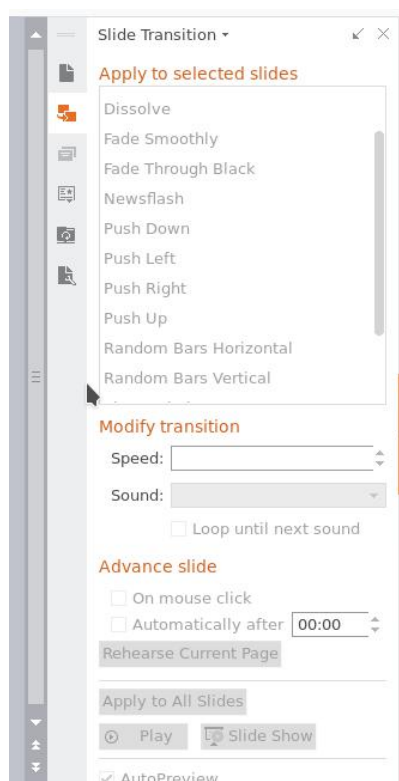 Slide Transition
Apply to selected slides
Dissolve
Fade Smoothly
Fade Through Black
Newsflash
Push Down
Push Left
Push Right
Push Up
Random Bars Horizontal
Random Bars Vertical
Modify transition
Speed:
Sound:
Loop until next sound
Advance slide
On mouse click
Automatically after 00:00
Rehearse Current Page
Apply to All Slides
Play Slide Show
AutoPreview